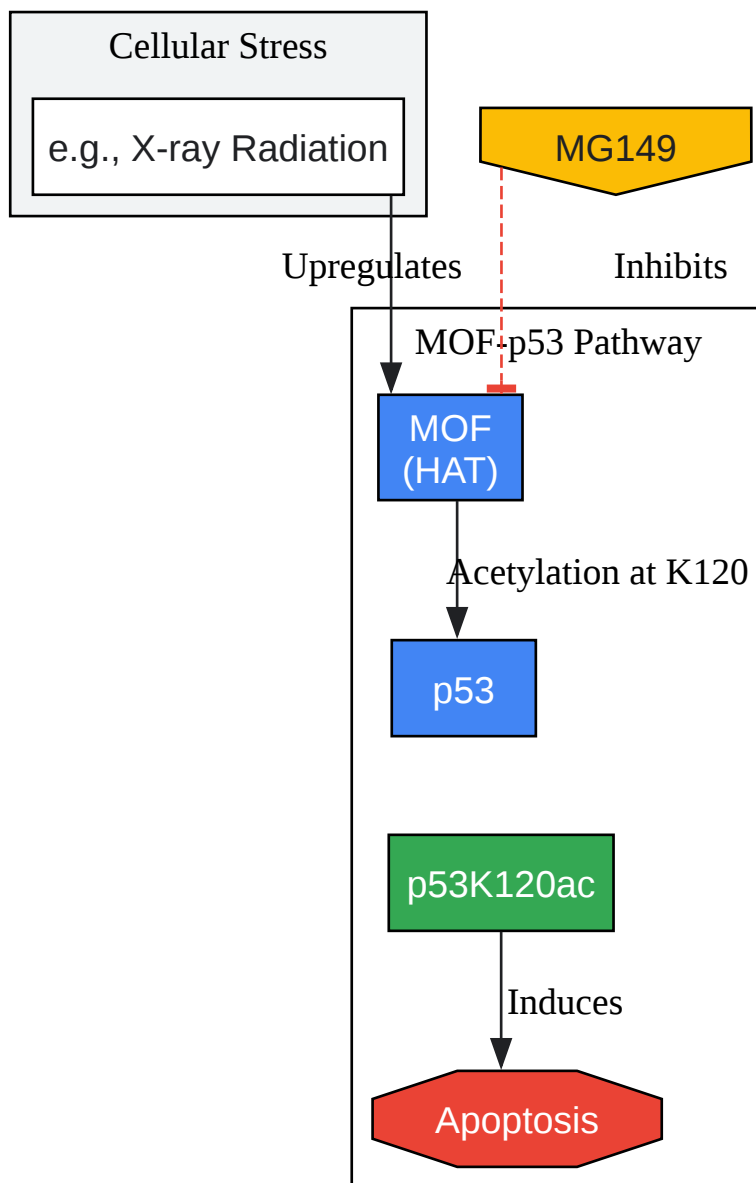 Cellular Stress
e.g., X-ray Radiation
MG149
Upregulates
Inhibits
MOF-p53 Pathway
MOF
(HAT)
Acetylation at K120
p53
p53K120ac
Induces
Apoptosis